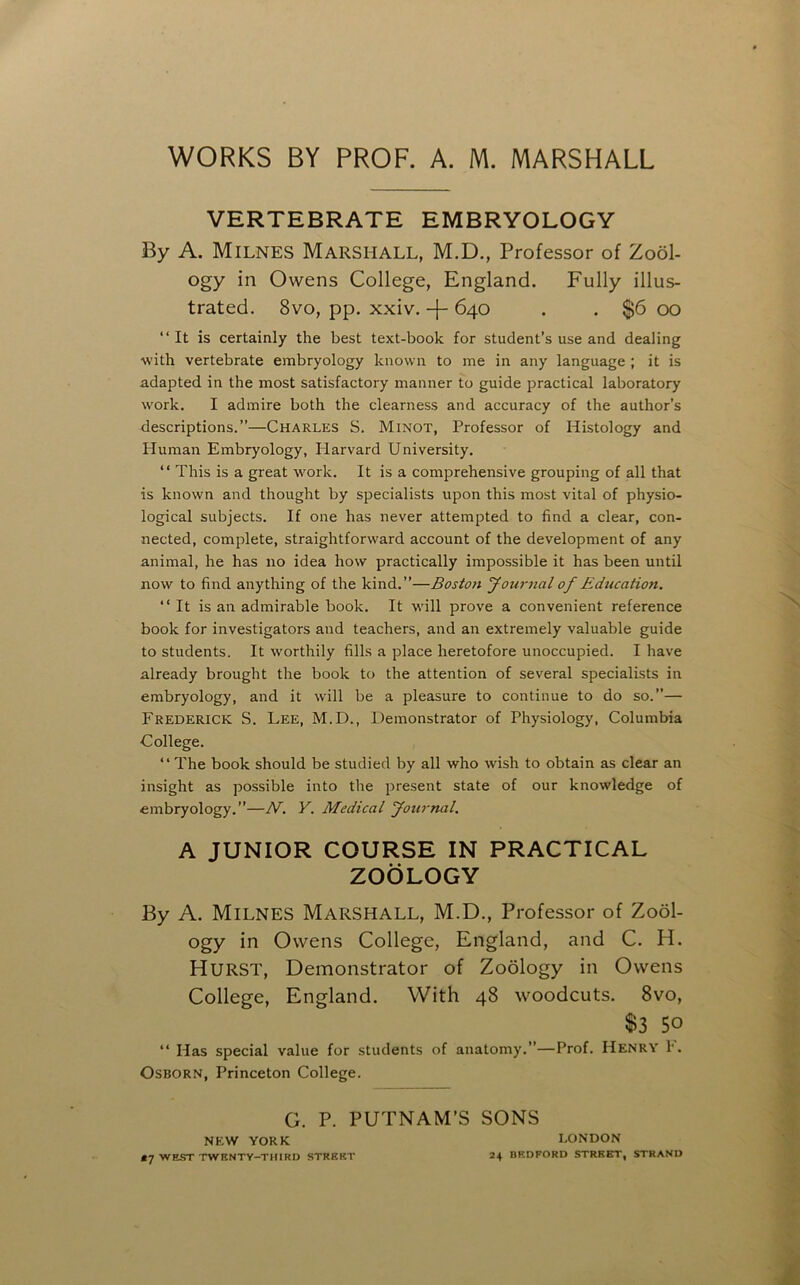 WORKS BY PROF. A. M. MARSHALL
VERTEBRATE EMBRYOLOGY
By A. MILNES MARSHALL, M.D., Professor of Zoöl-
ogy in Owens College, England. Fully illus-
trated. 8vo, pp. xxiv. + 640 . . $6 00
“It is certainly the best text-book for student’s use and dealing
with vertebrate embryology known to me in any language ; it is
adapted in the most satisfactory manner to guide practical laboratory
work. I admire both the clearness and accuracy of the author’s
descriptions.”—CHARLES S. MINOT, Professor of Histology and
Human Embryology, Harvard University.
“ This is a great work. It is a comprehensive grouping of all that
is known and thought by specialists upon this most vital of physio-
logical subjects. If one has never attempted to find a clear, con-
nected, complete, straightforward account of the development of any
animal, he has no idea how practically impossible it has been until
now to find anything of the kind.”—Boston Journal of Education.
“ It is an admirable book. It will prove a convenient reference
book for investigators and teachers, and an extremely valuable guide
to students. It worthily fills a place heretofore unoccupied. I have
already brought the book to the attention of several specialists in
embryology, and it will be a pleasure to continue to do so.”—
FREDERICK S. LEE, M.D., Demonstrator of Physiology, Columbia
College.
“The book should be studied by all who wish to obtain as clear an
insight as possible into the present state of our knowledge of
embryology.”—N. Y. Medical Journal.
A JUNIOR COURSE IN PRACTICAL
ZOÖLOGY
By A. MILNES MARSHALL, M.D., Professor of Zoöl-
ogy in Owens College, England, and C. H.
HURST, Demonstrator of Zoölogy in Owens
College, England. With 48 woodcuts. 8vo,
$3 50
“ Has special value for students of anatomy.”—Prof. HENRY F.
OSBORN, Princeton College.
G. P. PUTNAM’S SONS
NEW YORK LONDON
27 WEST TWENTY-THIRD STREET 24 BEDFORD STREET, STRAND